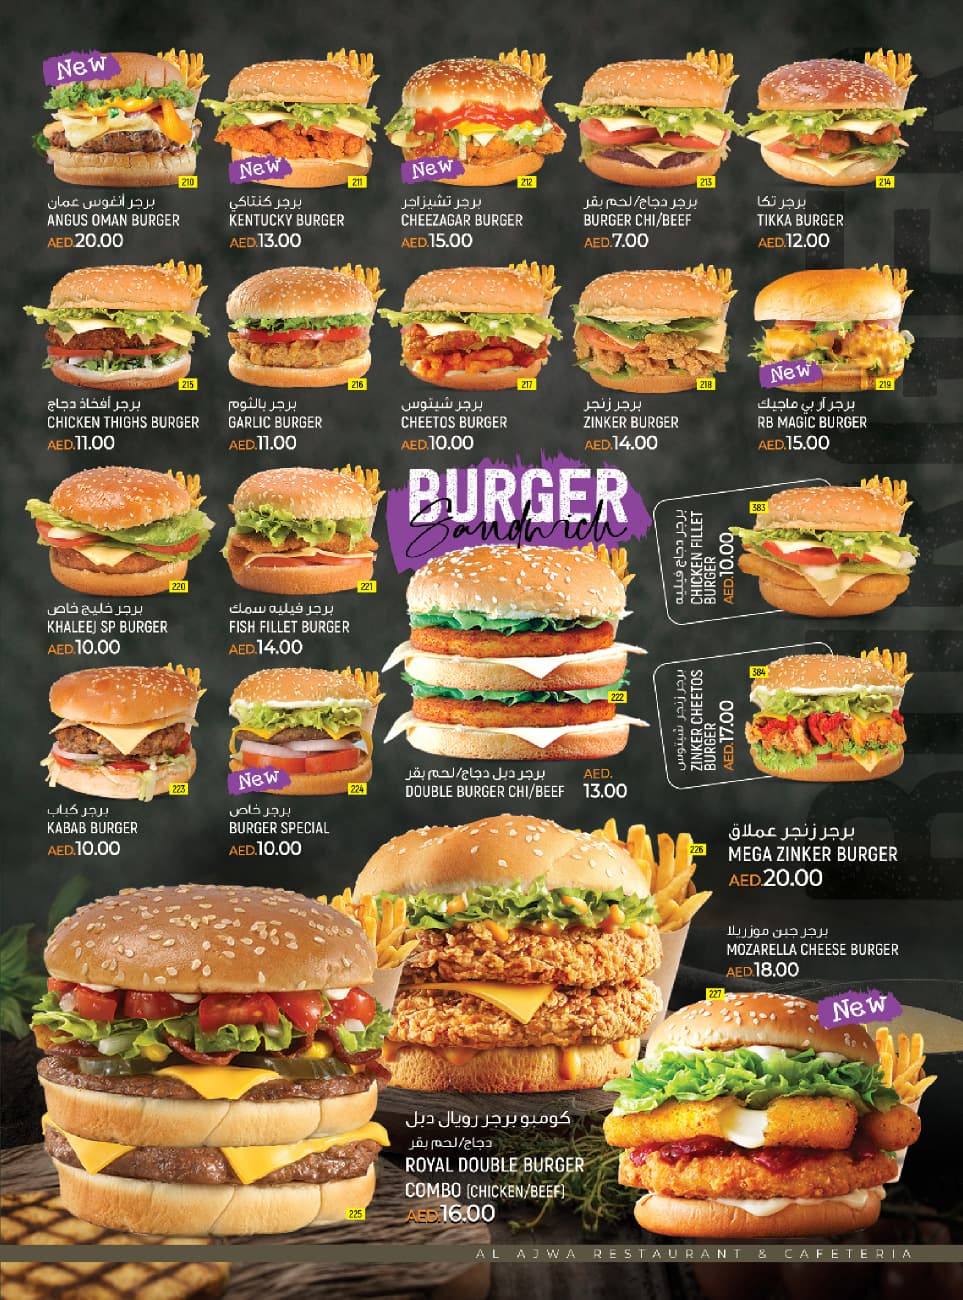 New
210
برجر أنغوس عمان
ANGUS OMAN BURGER
AED.20.00
New
211
برجر كنتاكي
KENTUCKY BURGER
AED.13.00
New
212
برجر تشيزاجر
CHEEZAGAR BURGER
AED.15.00
213
برجر دجاج/لحم بقر
BURGER CHI/BEEF
AED.7.00
214
برجر تكا
TIKKA BURGER
AED.12.00
215
برجر أفخاذ دجاج
CHICKEN THIGHS BURGER
AED.11.00
216
برجر بالثوم
GARLIC BURGER
AED.11.00
217
برجر شيتوس
CHEETOS BURGER
AED.10.00
218
برجر زنجر
ZINKER BURGER
AED.14.00
New
219
برجر آر بي ماجيك
RB MAGIC BURGER
AED.15.00
220
برجر خليج خاص
KHALEEJ SP BURGER
AED.10.00
221
برجر فيليه سمك
FISH FILLET BURGER
AED.14.00
BURGER
Sandwich
222
برجر دبل دجاج/لحم بقر
DOUBLE BURGER CHI/BEEF
AED.
13.00
383
برجر دجاج فيليه
CHICKEN FILLET
BURGER
AED.10.00
384
برجر زنجر شيتوس
ZINKER CHEETOS
BURGER
AED.17.00
223
برجر كباب
KABAB BURGER
AED.10.00
New
224
برجر خاص
BURGER SPECIAL
AED.10.00
226
برجر زنجر عملاق
MEGA ZINKER BURGER
AED.20.00
برجر جبن موزريلا
MOZARELLA CHEESE BURGER
AED.18.00
227
New
225
كومبو برجر رويال دبل
دجاج/لحم بقر
ROYAL DOUBLE BURGER
COMBO (CHICKEN/BEEF)
AED.16.00
AL AJWA RESTAURANT & CAFETERIA